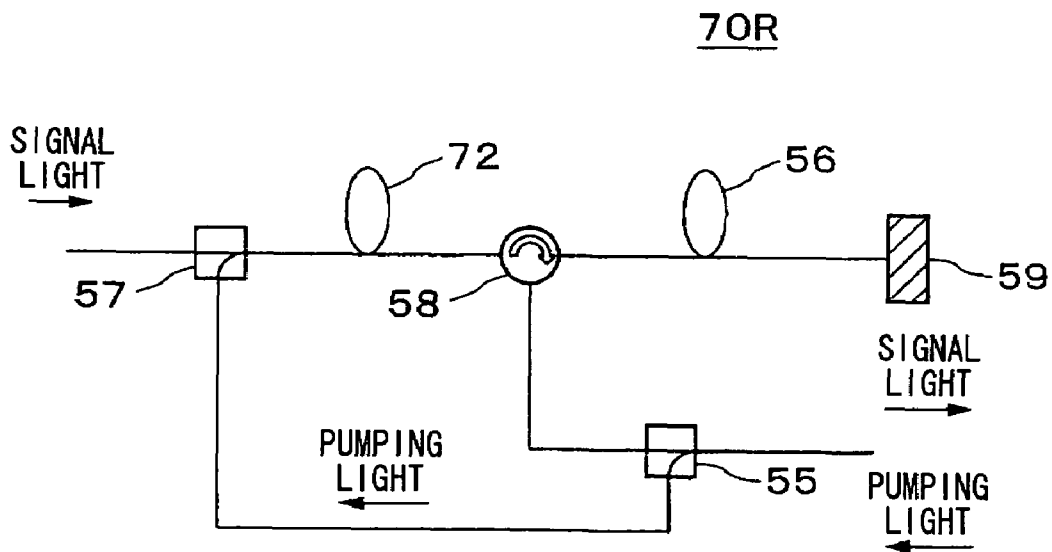 70R
SIGNAL
LIGHT
72
56
57
58
59
SIGNAL
LIGHT
PUMPING
LIGHT
55
PUMPING
LIGHT